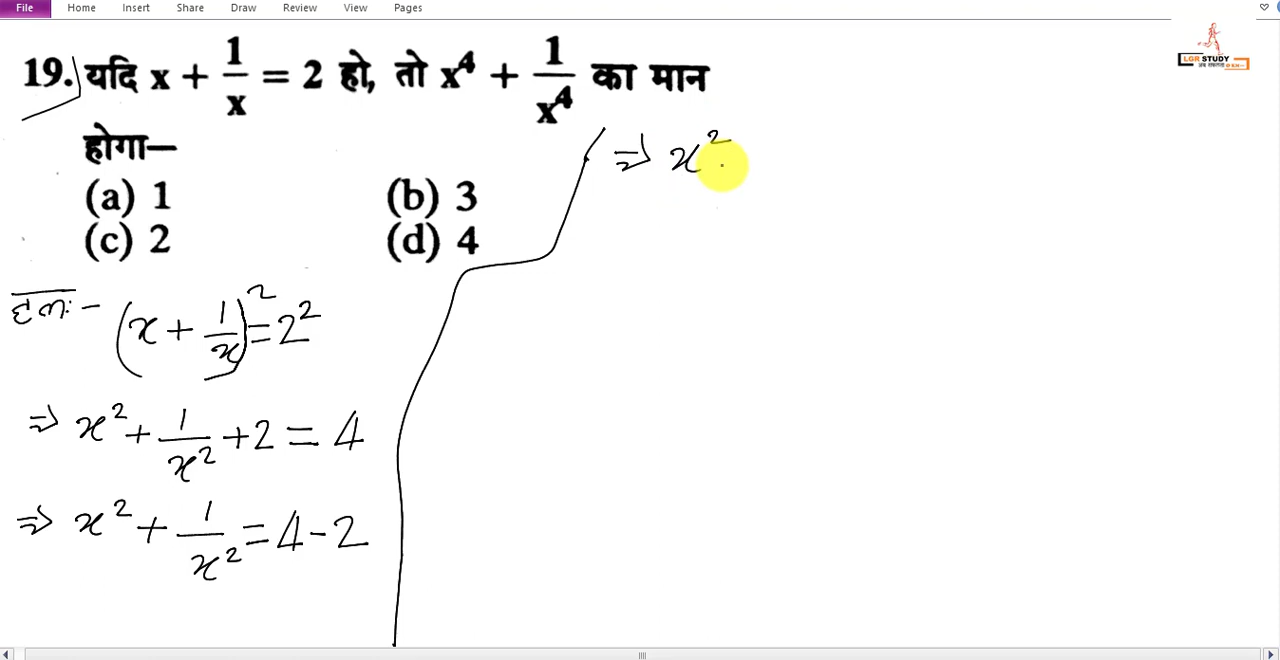 File Home Insert Share Draw Review View Pages
LGR STUDY
19. यदि x + 1/x = 2 हो, तो x⁴ + 1/x⁴ का मान
होगा—
(a) 1 (b) 3
(c) 2 (d) 4
हलः- (x + 1/x)² = 2²
⇒ x² + 1/x² + 2 = 4
⇒ x² + 1/x² = 4 - 2
⇒ x²